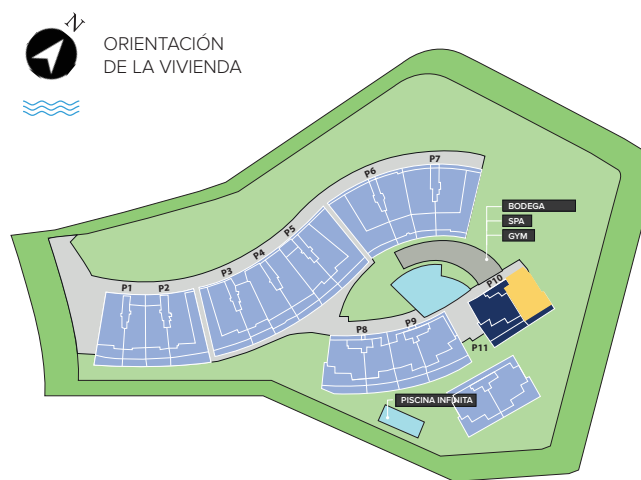 N
ORIENTACIÓN
DE LA VIVIENDA
P7
P6
BODEGA
SPA
GYM
P5
P4
P3
P10
P1 P2
P9
P8
P11
PISCINA INFINITA